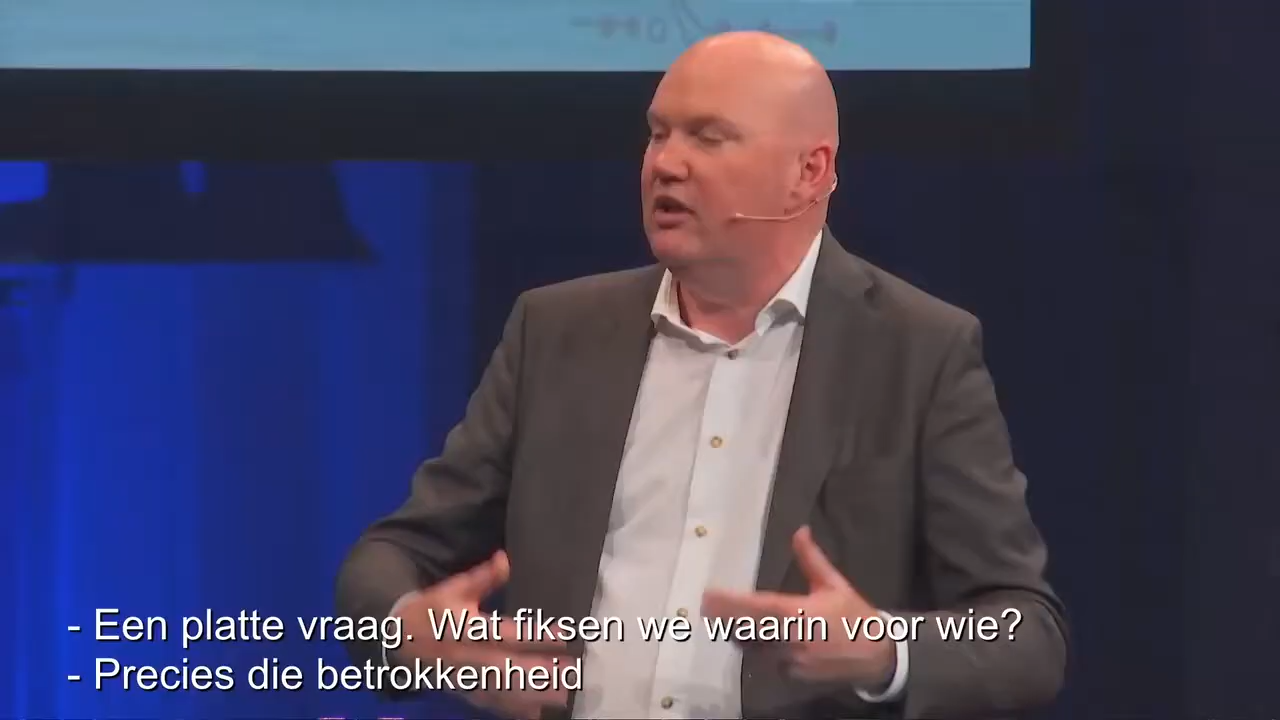 - Een platte vraag. Wat fiksen we waarin voor wie?
- Precies die betrokkenheid